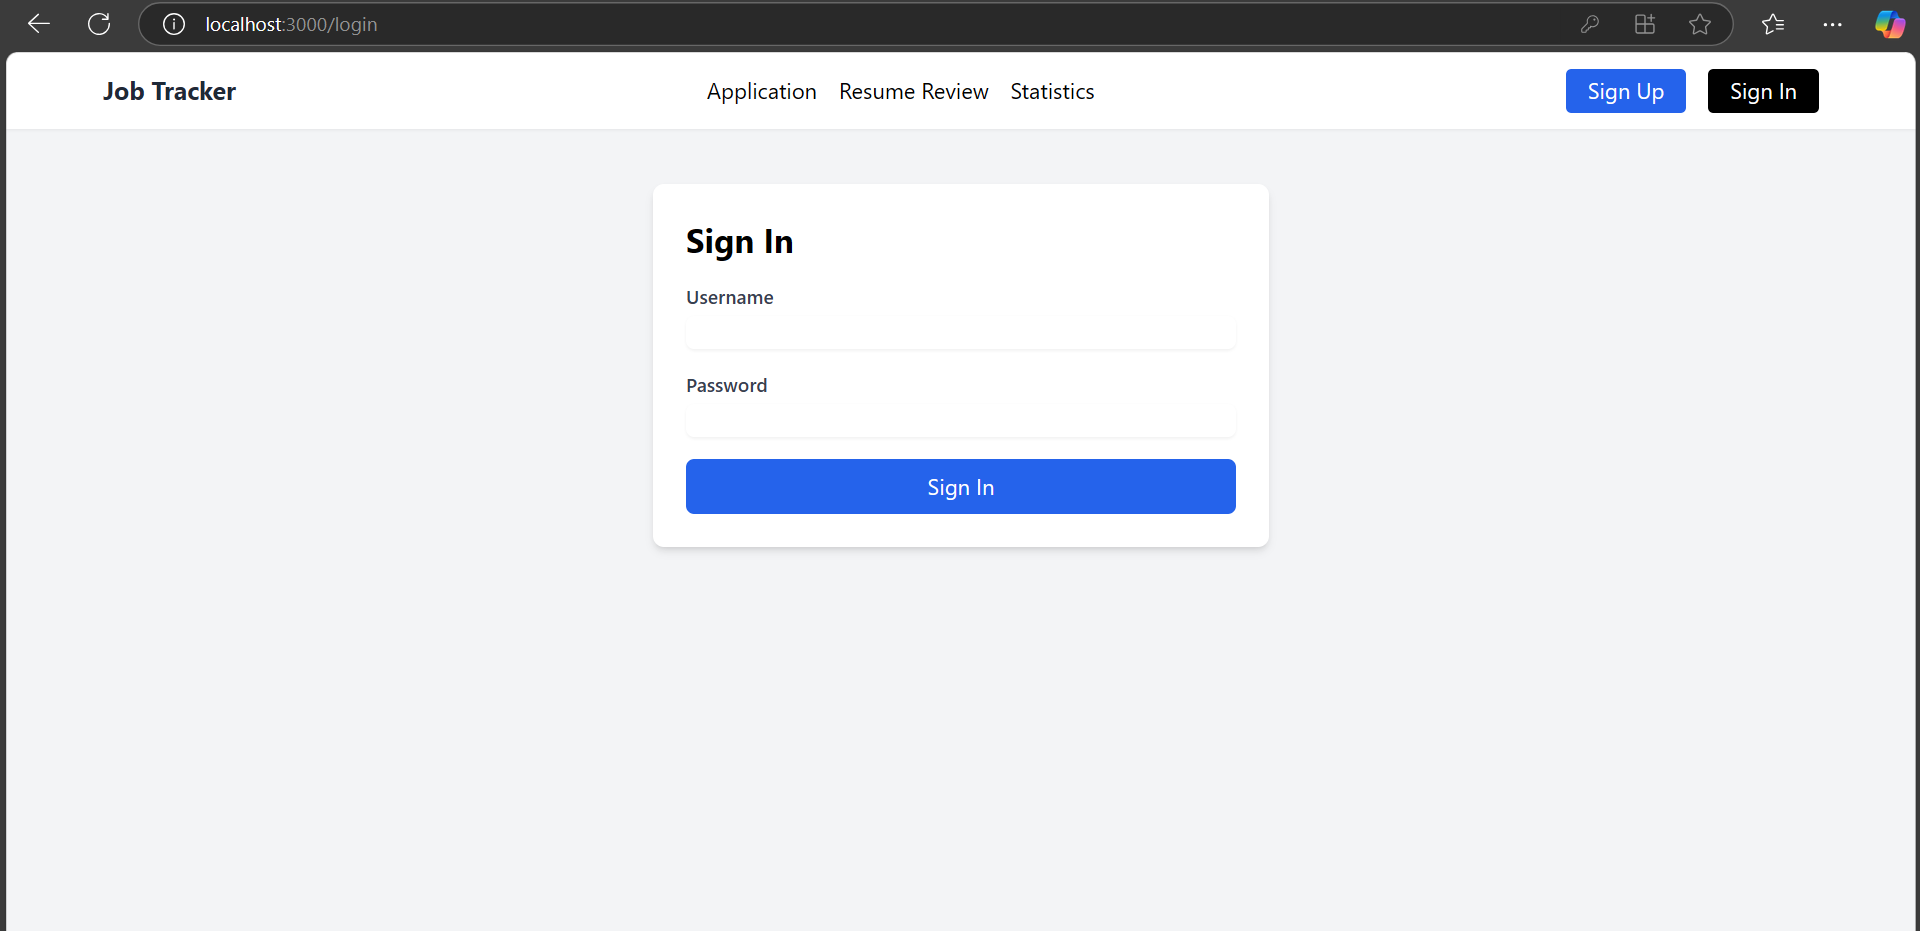 localhost:3000/login
Job Tracker
Application
Resume Review
Statistics
Sign Up
Sign In
Sign In
Username
Password
Sign In